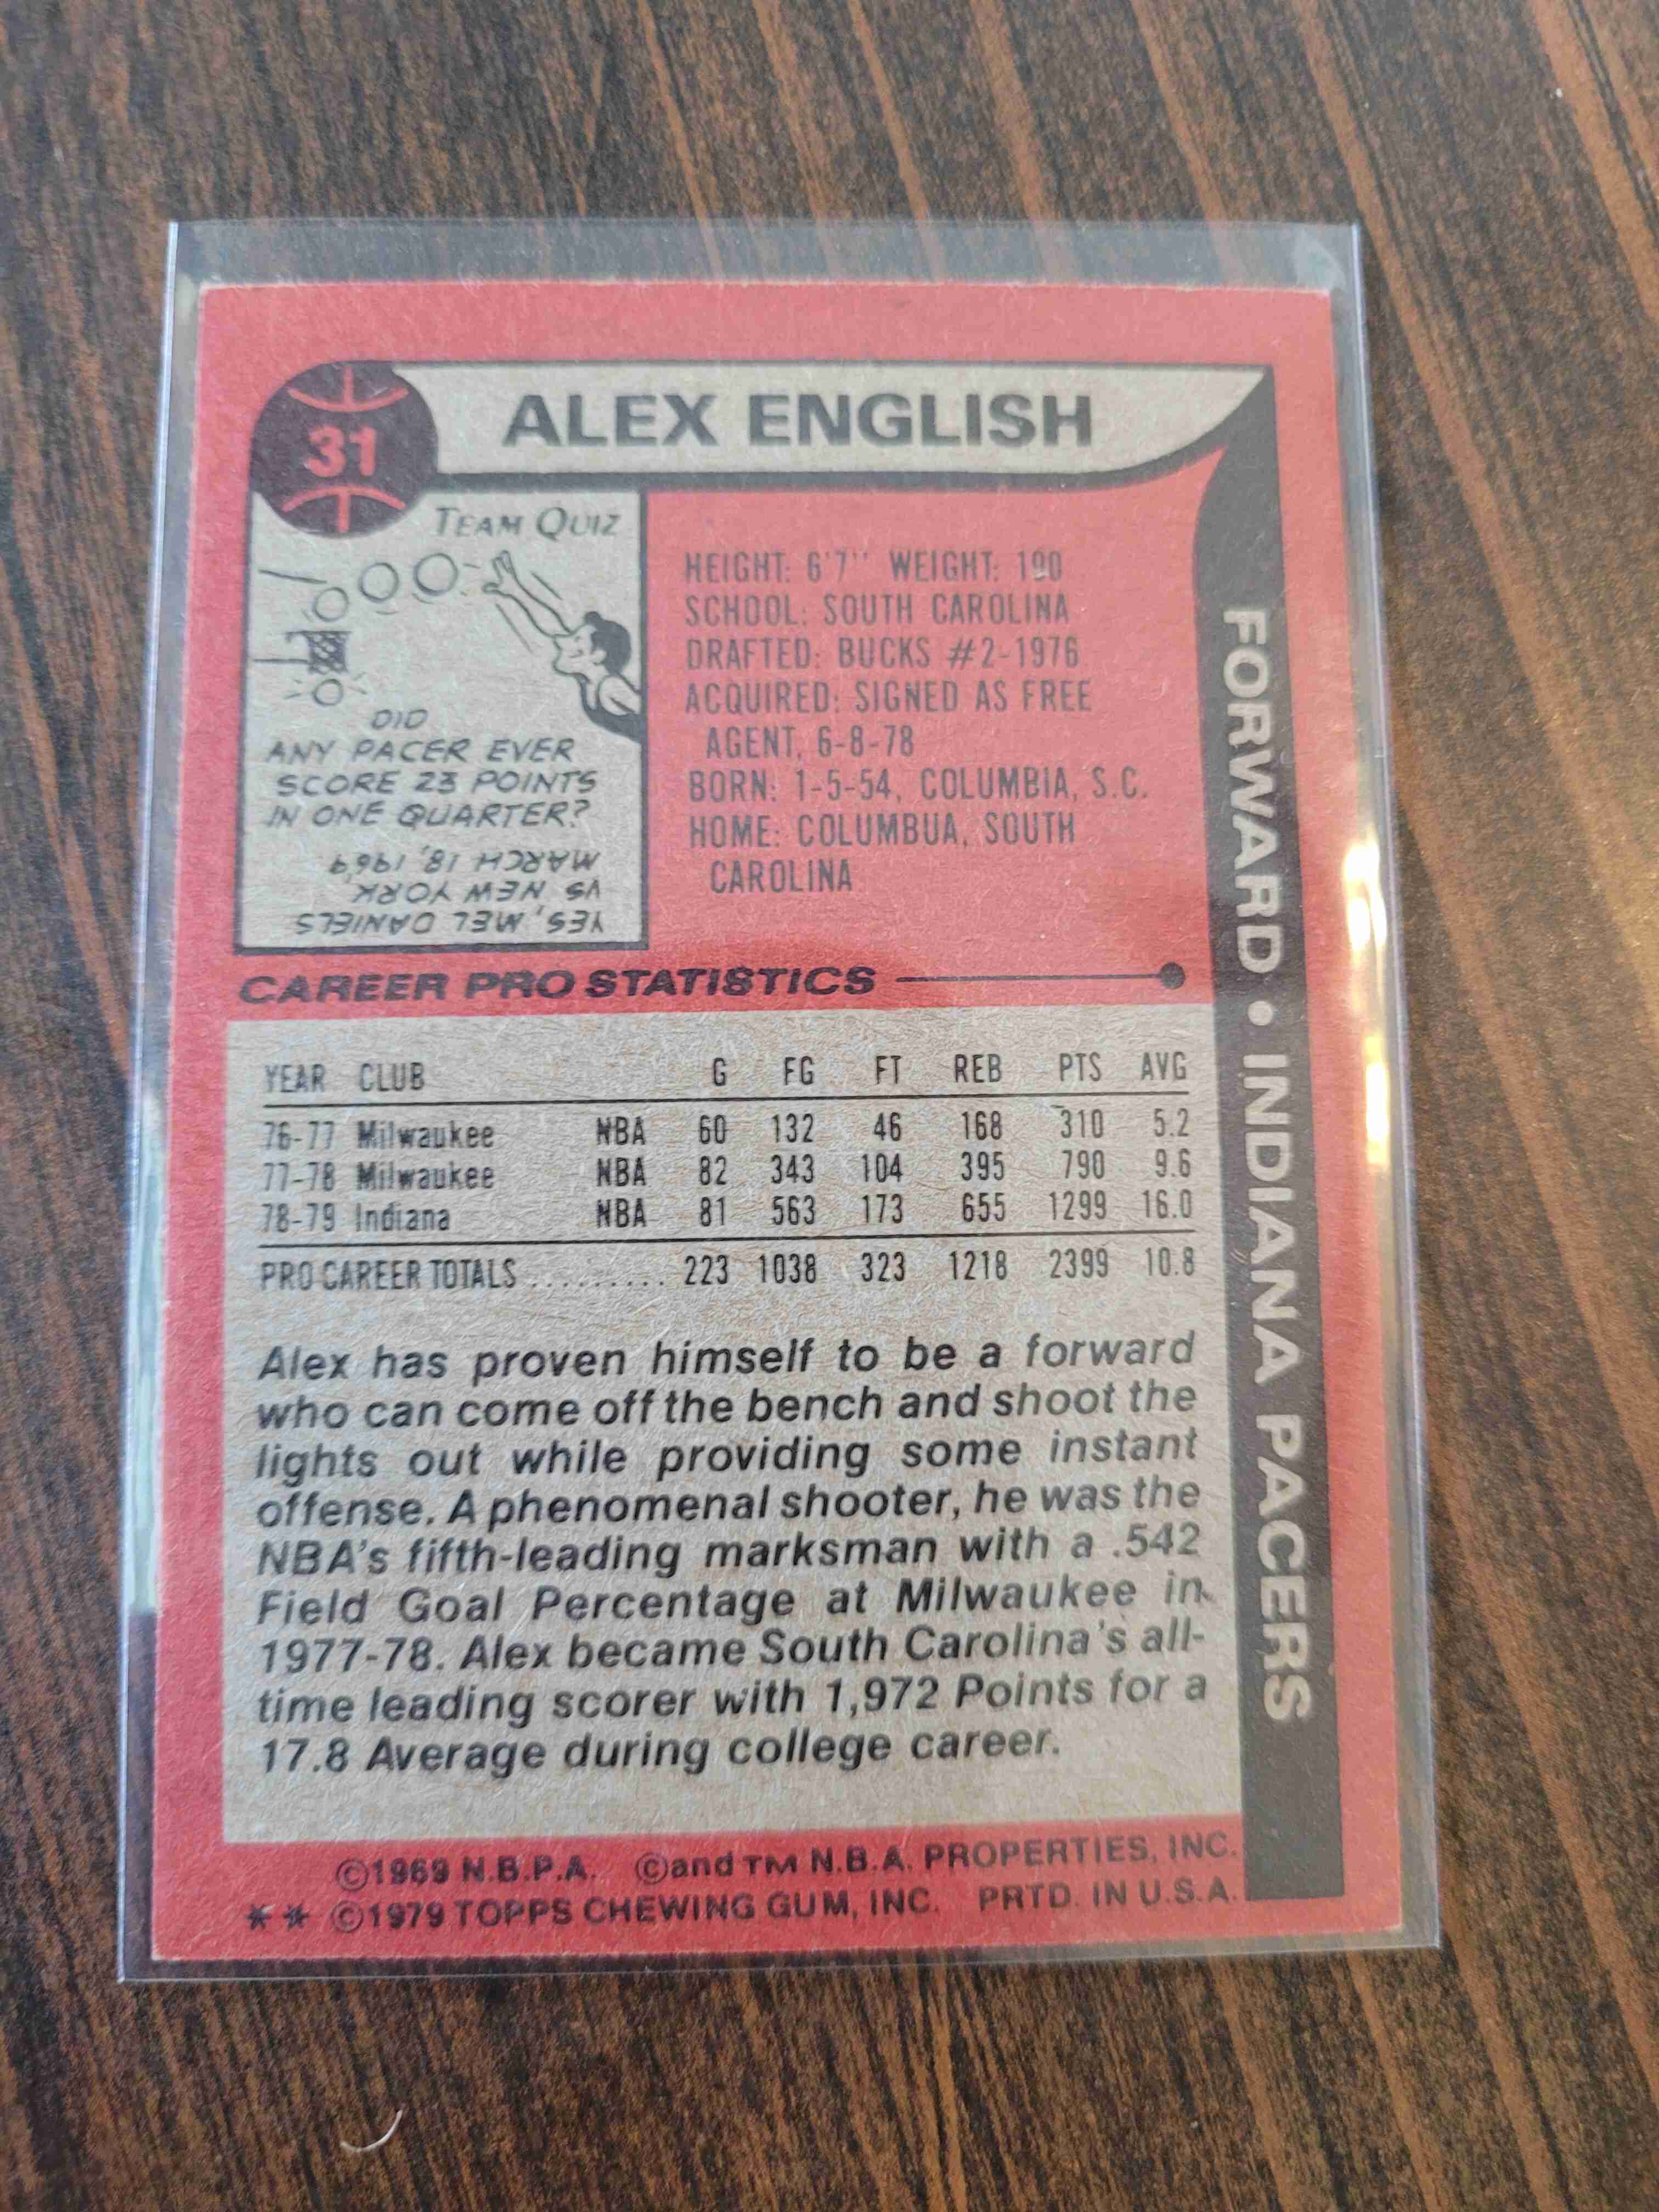 31
ALEX ENGLISH
TEAM QUIZ
DID
ANY PACER EVER
SCORE 23 POINTS
IN ONE QUARTER?
YES, MEL DANIELS
VS NEW YORK
MARCH 18, 1969
HEIGHT: 6'7'' WEIGHT: 190
SCHOOL: SOUTH CAROLINA
DRAFTED: BUCKS #2-1976
ACQUIRED: SIGNED AS FREE
AGENT, 6-8-78
BORN: 1-5-54, COLUMBIA, S.C.
HOME: COLUMBUA, SOUTH
CAROLINA
FORWARD • INDIANA PACERS
CAREER PRO STATISTICS
YEAR CLUB G FG FT REB PTS AVG
76-77 Milwaukee NBA 60 132 46 168 310 5.2
77-78 Milwaukee NBA 82 343 104 395 790 9.6
78-79 Indiana NBA 81 563 173 655 1299 16.0
PRO CAREER TOTALS ......... 223 1038 323 1218 2399 10.8
Alex has proven himself to be a forward
who can come off the bench and shoot the
lights out while providing some instant
offense. A phenomenal shooter, he was the
NBA's fifth-leading marksman with a .542
Field Goal Percentage at Milwaukee in
1977-78. Alex became South Carolina's all-
time leading scorer with 1,972 Points for a
17.8 Average during college career.
©1969 N.B.P.A. ©and TM N.B.A. PROPERTIES, INC.
** ©1979 TOPPS CHEWING GUM, INC. PRTD. IN U.S.A.